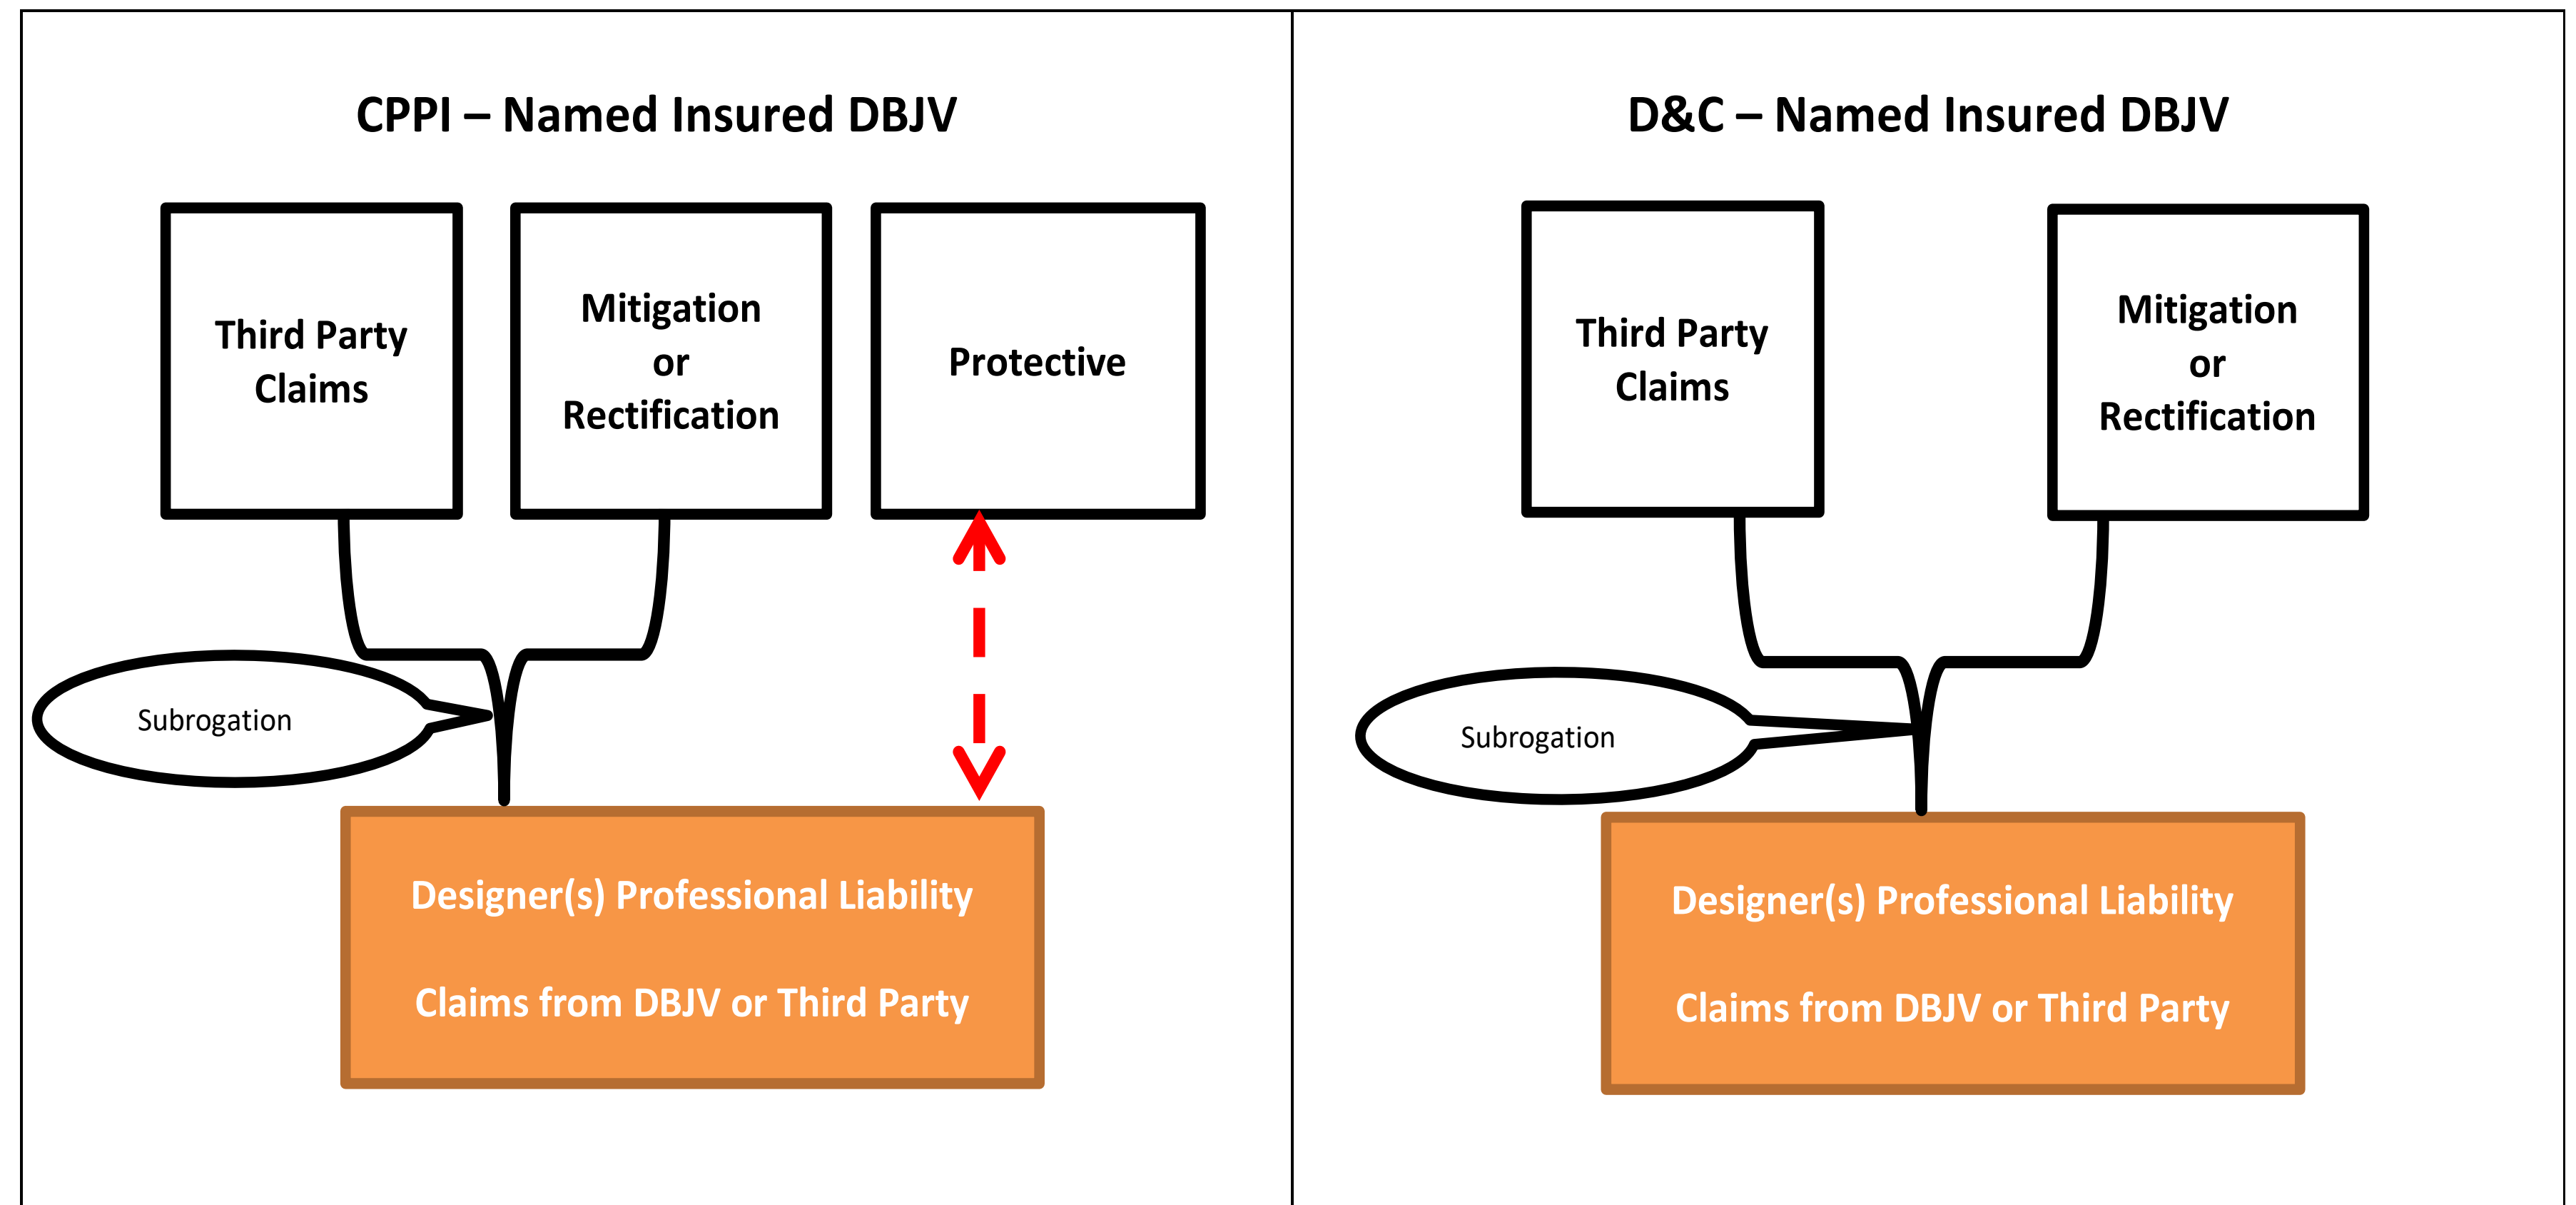 CPPI – Named Insured DBJV
Third Party
Claims
Mitigation
or
Rectification
Protective
Subrogation
Designer(s) Professional Liability
Claims from DBJV or Third Party
D&C – Named Insured DBJV
Third Party
Claims
Mitigation
or
Rectification
Subrogation
Designer(s) Professional Liability
Claims from DBJV or Third Party